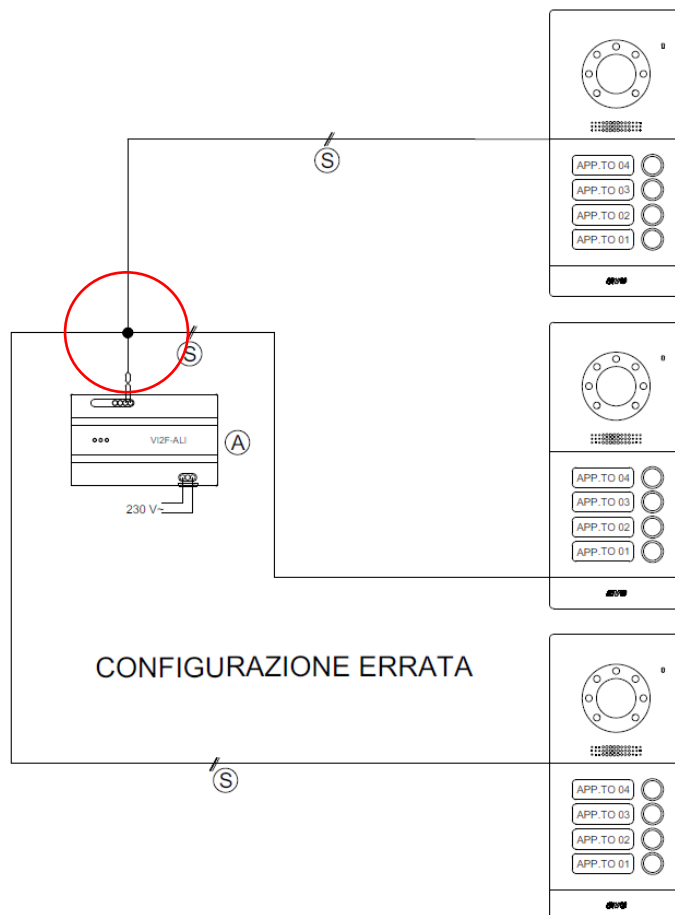 S
APP.TO 04
APP.TO 03
APP.TO 02
APP.TO 01
S
VI2F-ALI
A
230 V~
APP.TO 04
APP.TO 03
APP.TO 02
APP.TO 01
CONFIGURAZIONE ERRATA
S
APP.TO 04
APP.TO 03
APP.TO 02
APP.TO 01